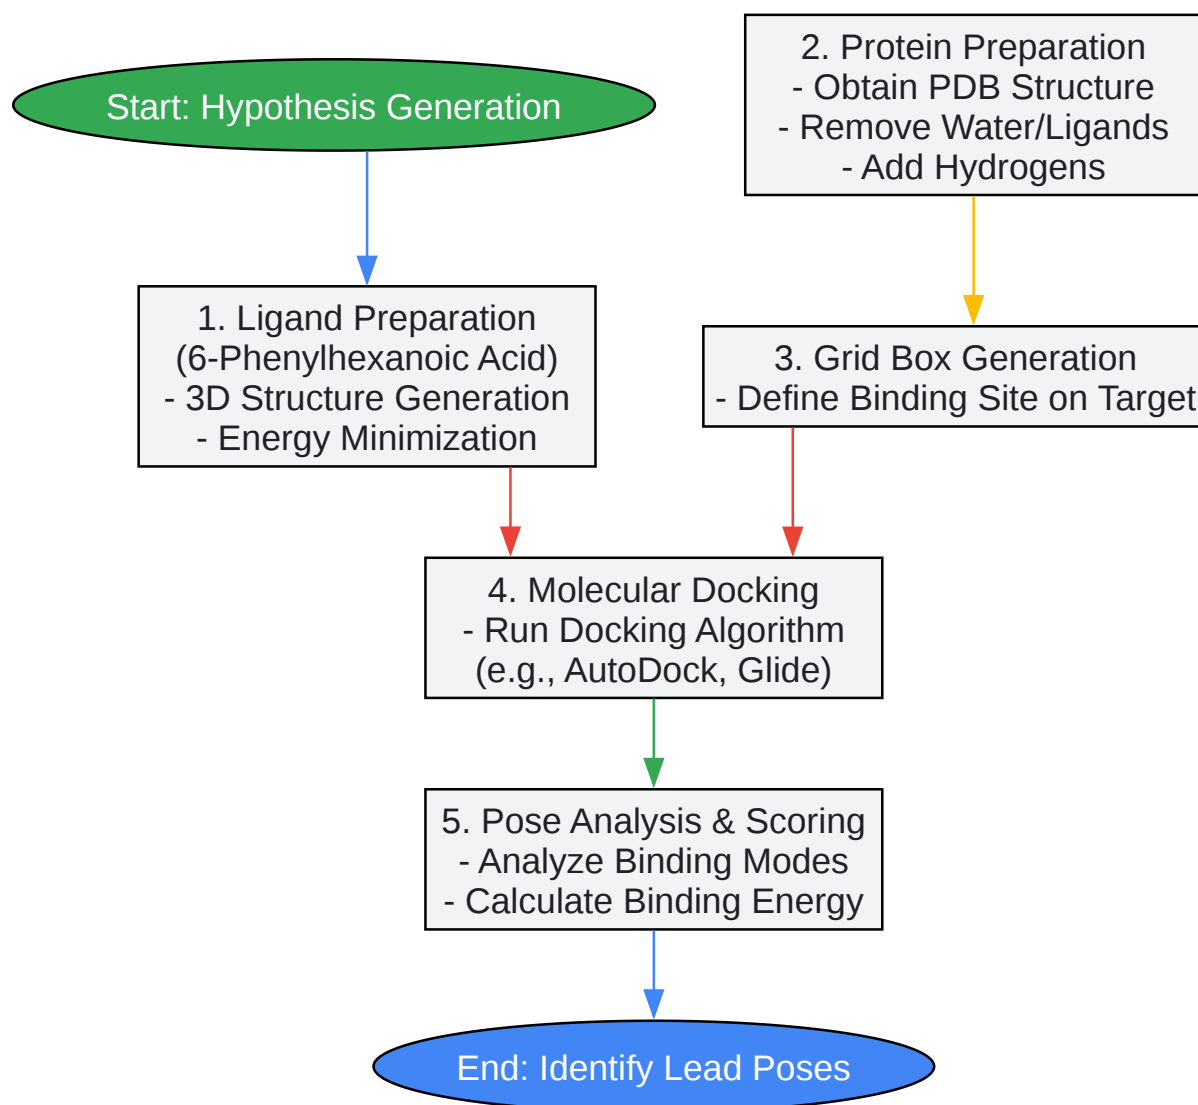 Start: Hypothesis Generation
1. Ligand Preparation
(6-Phenylhexanoic Acid)
- 3D Structure Generation
- Energy Minimization
2. Protein Preparation
- Obtain PDB Structure
- Remove Water/Ligands
- Add Hydrogens
3. Grid Box Generation
- Define Binding Site on Target
4. Molecular Docking
- Run Docking Algorithm
(e.g., AutoDock, Glide)
5. Pose Analysis & Scoring
- Analyze Binding Modes
- Calculate Binding Energy
End: Identify Lead Poses